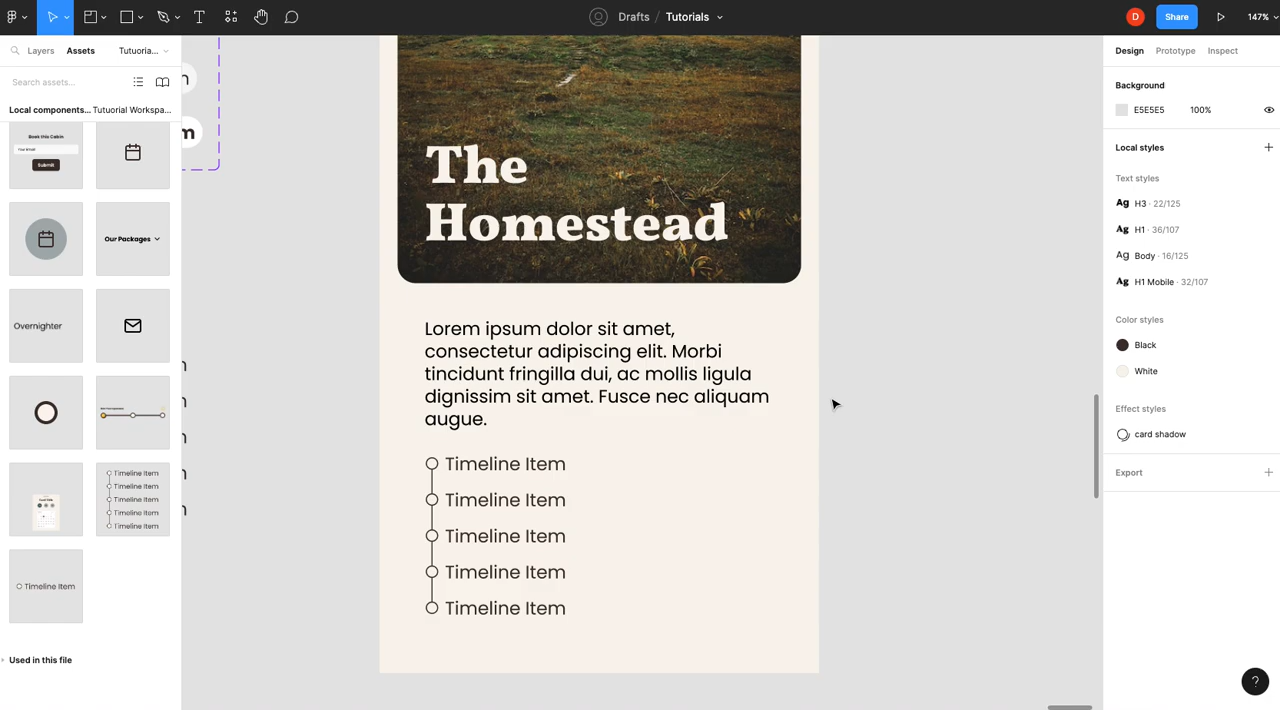 Drafts / Tutorials
D
Share
147%
Layers
Assets
Tutuoria...
Search assets...
Local components...
Tutuorial Workspa...
Book this Cabin
Your Email
Submit
Our Packages
Overnighter
Timeline Item
Timeline Item
Timeline Item
Timeline Item
Timeline Item
Timeline Item
Used in this file
n
m
n
n
n
n
n
The
Homestead
Lorem ipsum dolor sit amet,
consectetur adipiscing elit. Morbi
tincidunt fringilla dui, ac mollis ligula
dignissim sit amet. Fusce nec aliquam
augue.
Timeline Item
Timeline Item
Timeline Item
Timeline Item
Timeline Item
Design
Prototype
Inspect
Background
E5E5E5 100%
Local styles
Text styles
Ag H3 · 22/125
Ag H1 · 36/107
Ag Body · 16/125
Ag H1 Mobile · 32/107
Color styles
Black
White
Effect styles
card shadow
Export
?